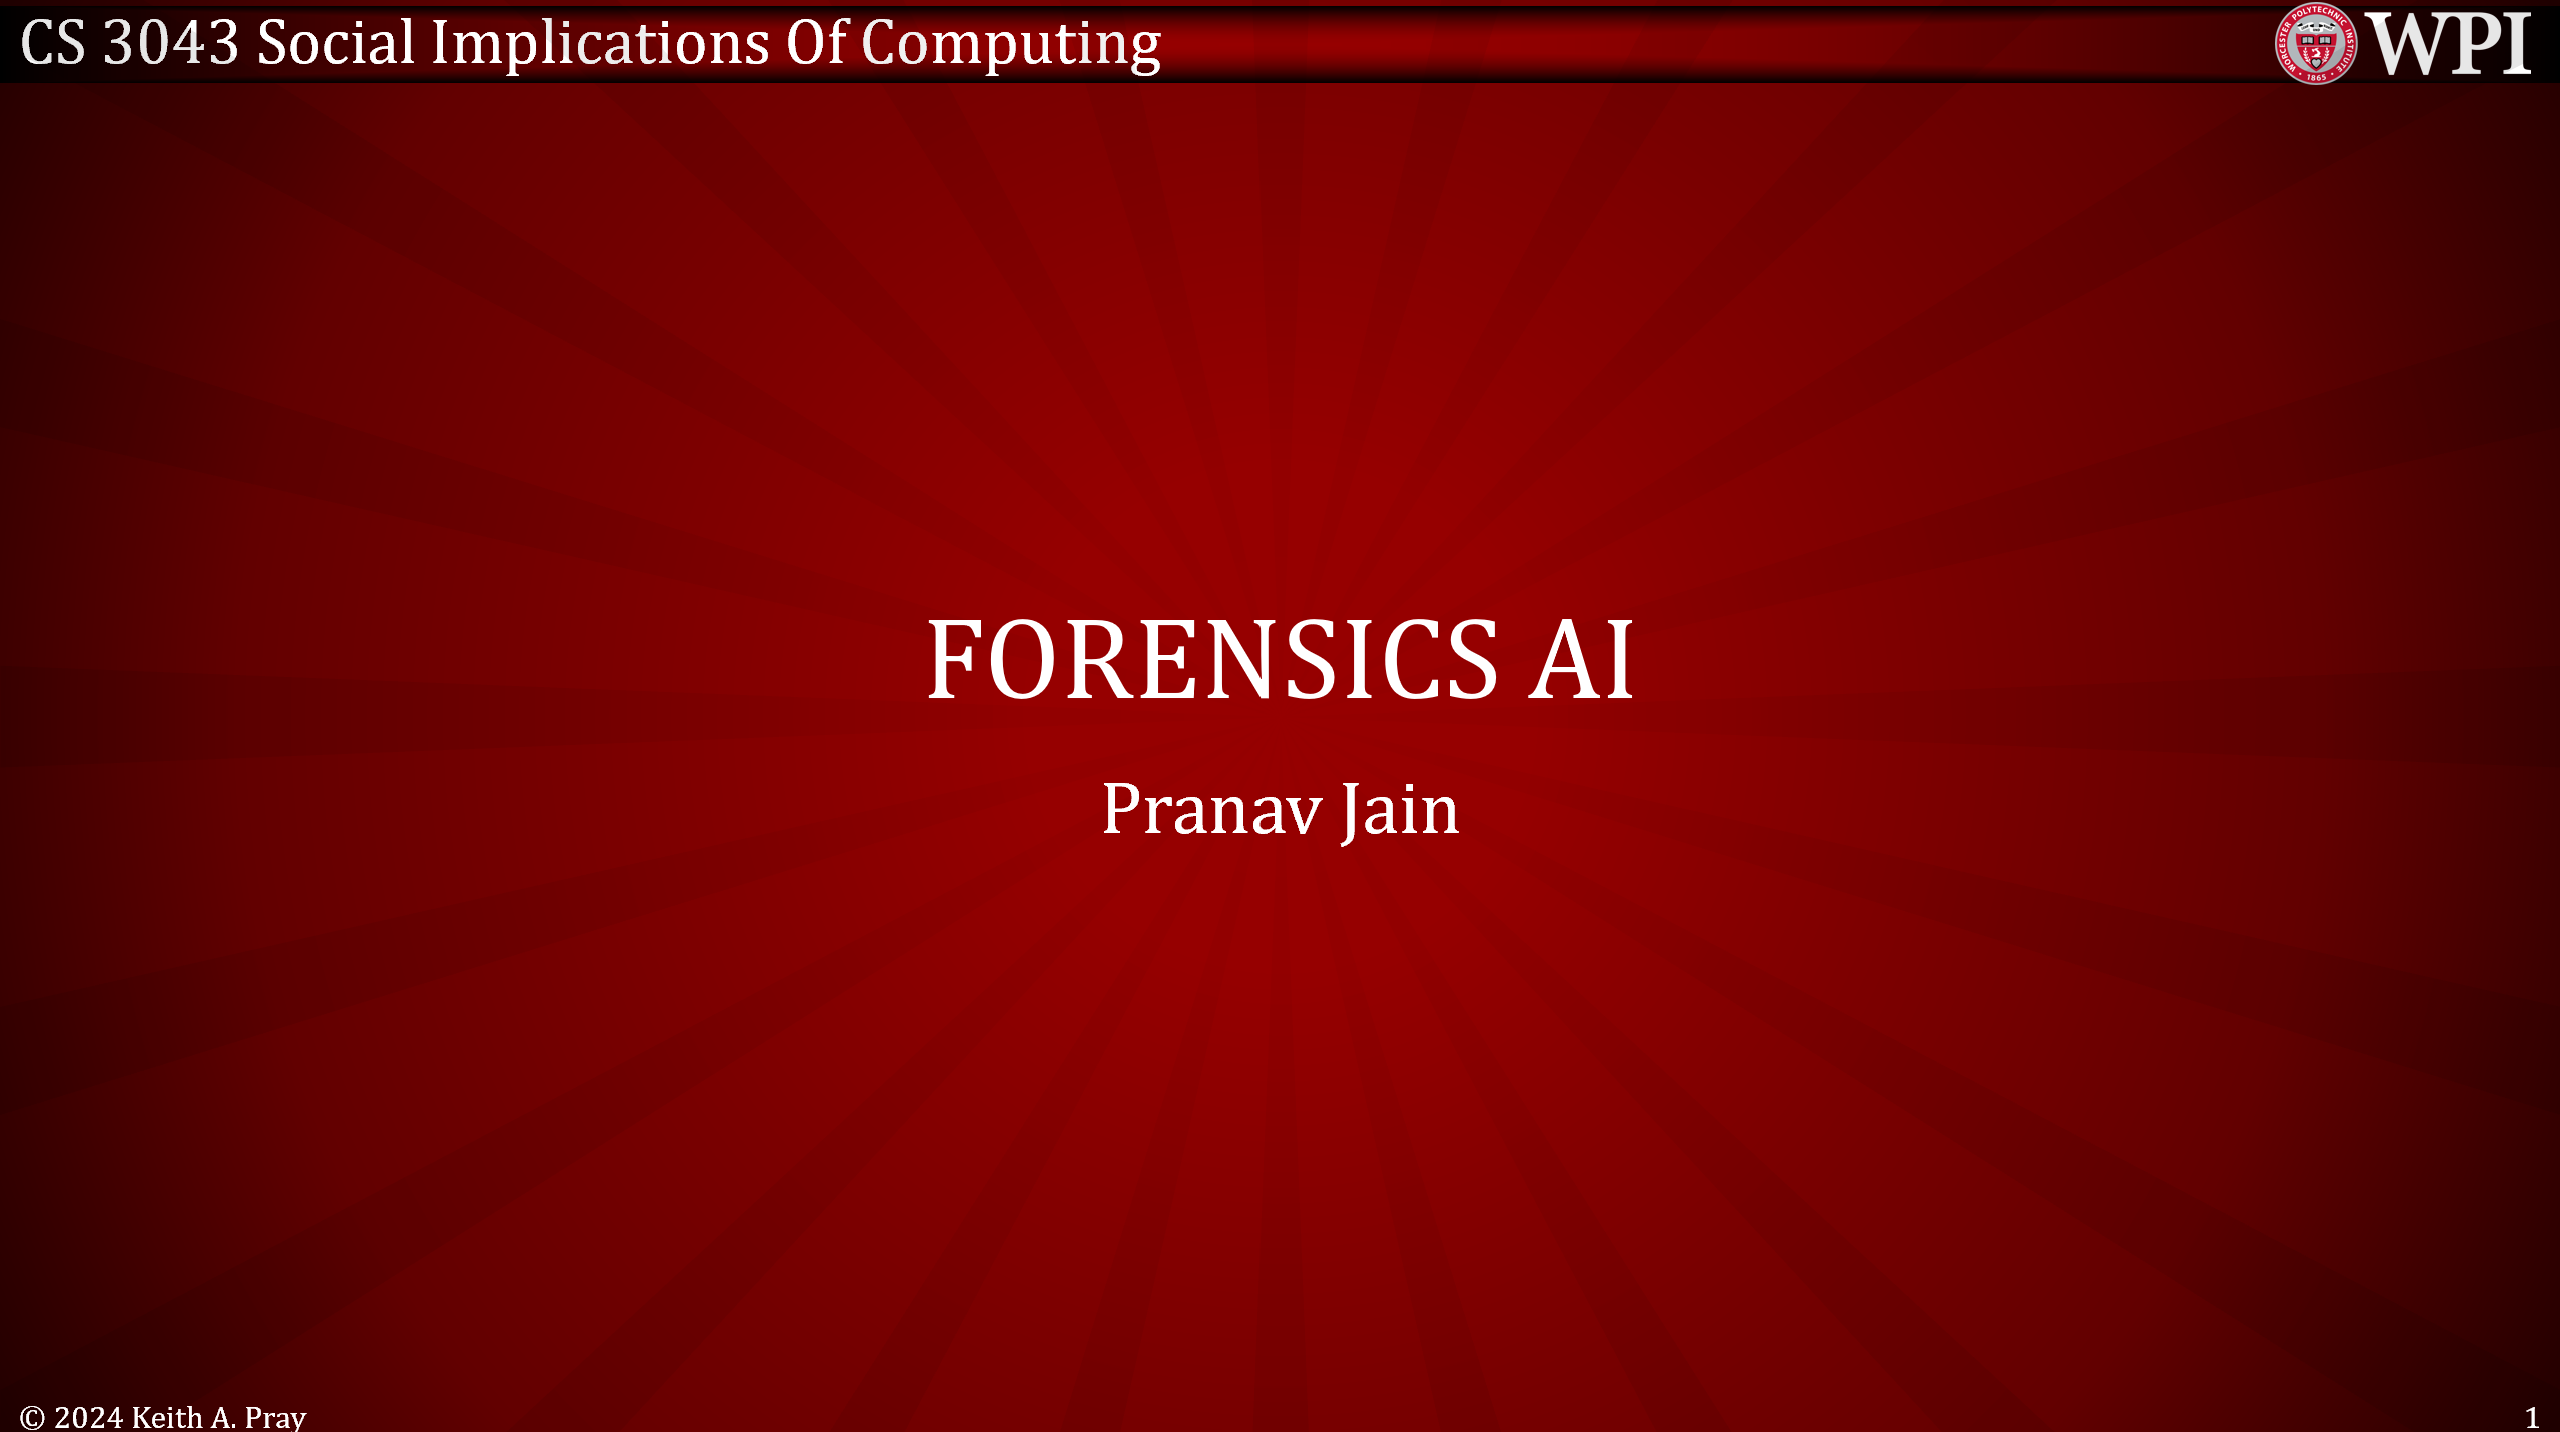 CS 3043 Social Implications Of Computing
WORCESTER POLYTECHNIC INSTITUTE
1865
WPI
FORENSICS AI
Pranav Jain
© 2024 Keith A. Pray
1